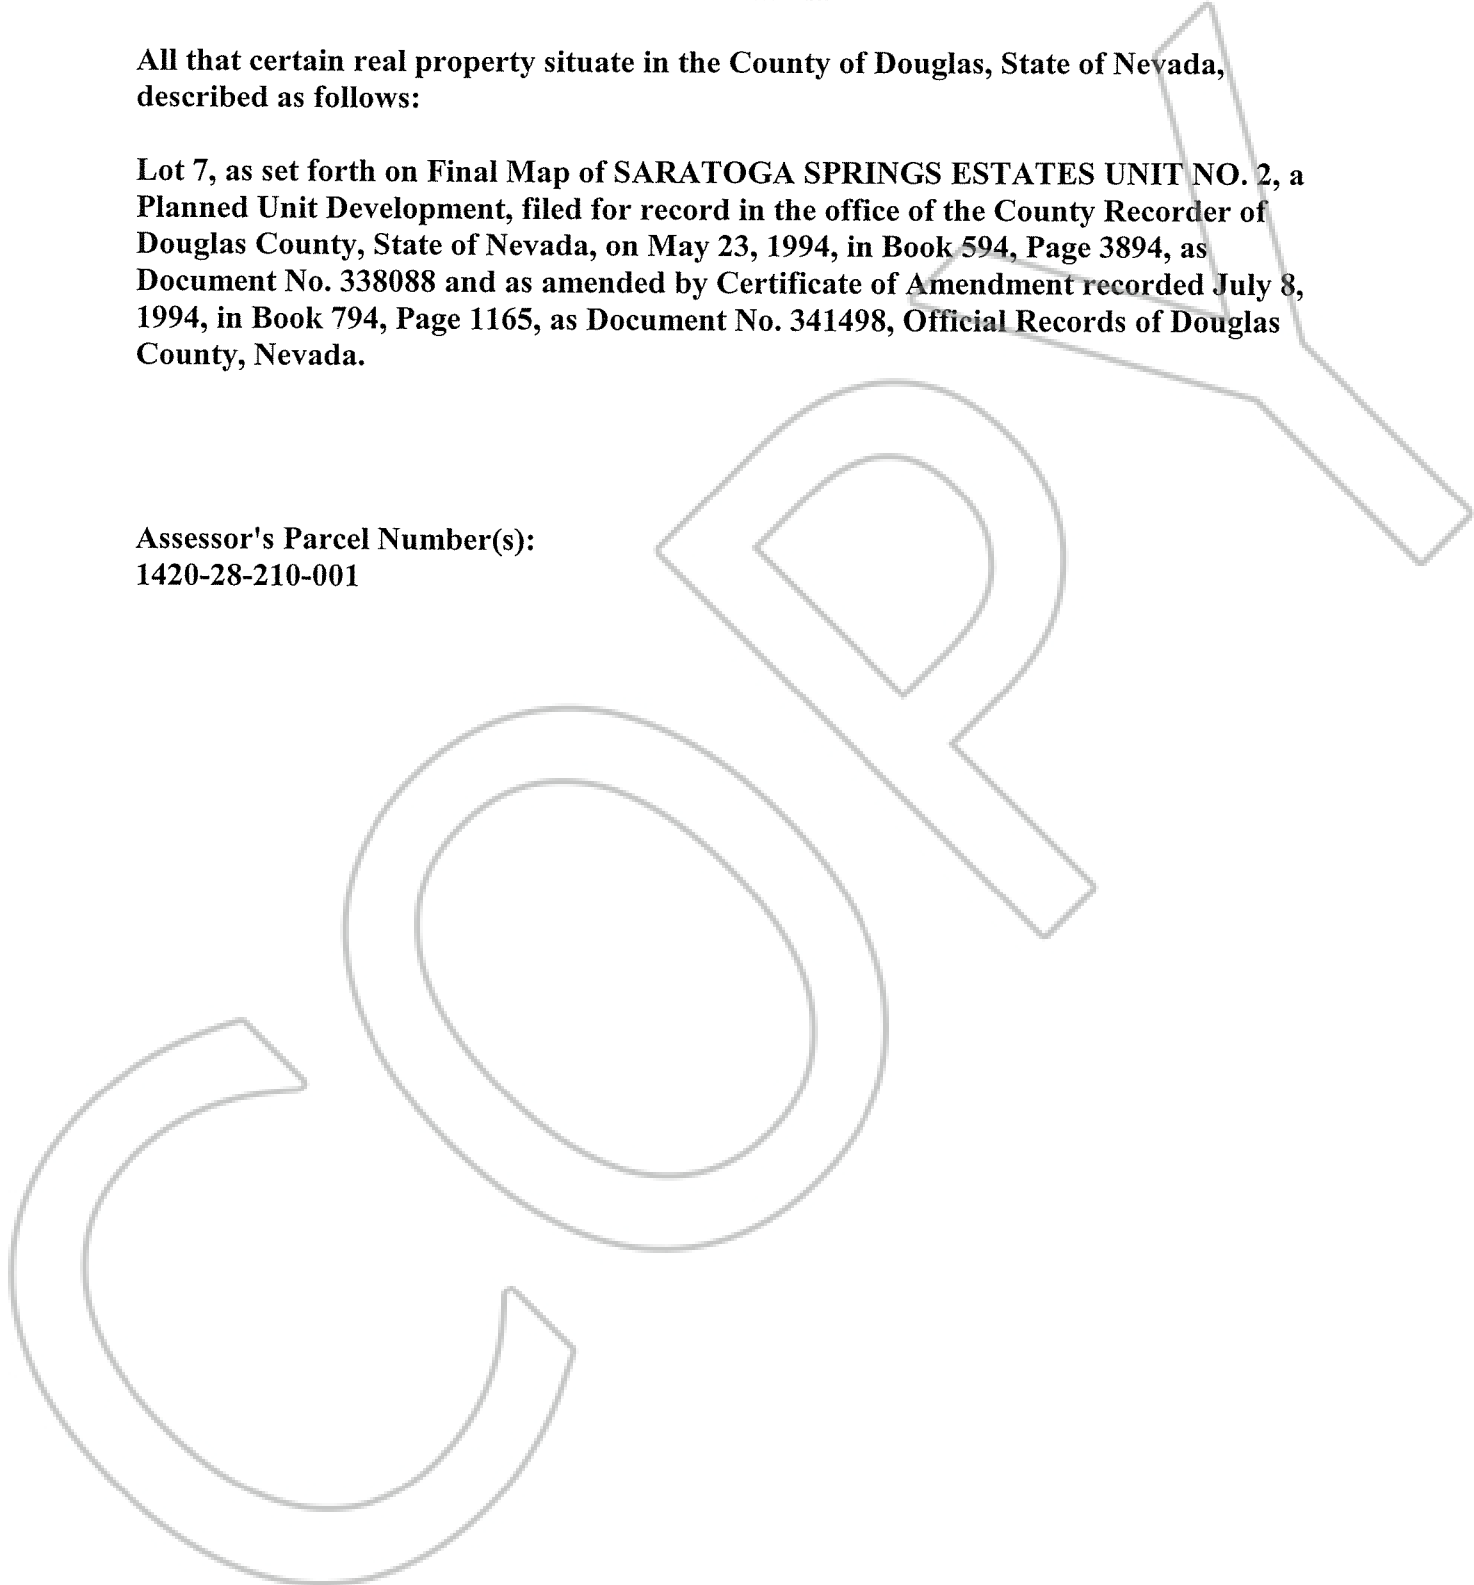 All that certain real property situate in the County of Douglas, State of Nevada,
described as follows:
Lot 7, as set forth on Final Map of SARATOGA SPRINGS ESTATES UNIT NO. 2, a
Planned Unit Development, filed for record in the office of the County Recorder of
Douglas County, State of Nevada, on May 23, 1994, in Book 594, Page 3894, as
Document No. 338088 and as amended by Certificate of Amendment recorded July 8,
1994, in Book 794, Page 1165, as Document No. 341498, Official Records of Douglas
County, Nevada.
Assessor's Parcel Number(s):
1420-28-210-001
COPY